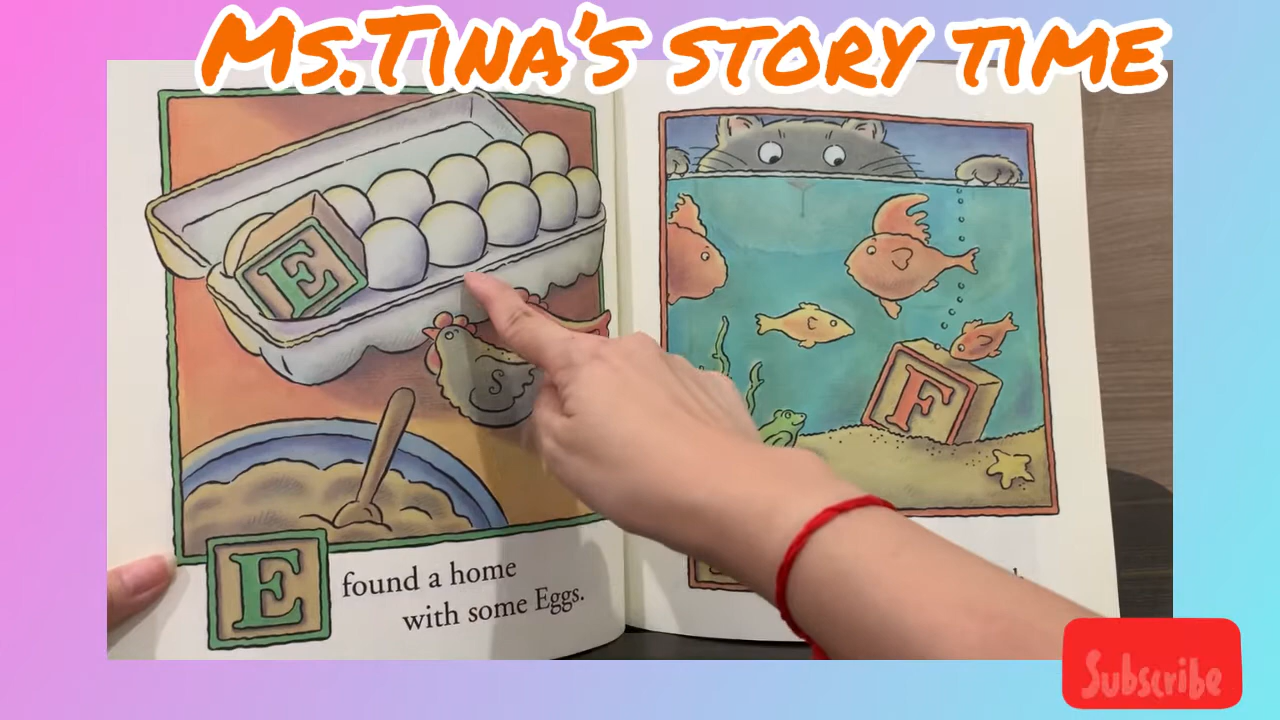 Ms.Tina's story time
E
S
F
E found a home
with some Eggs.
Subscribe